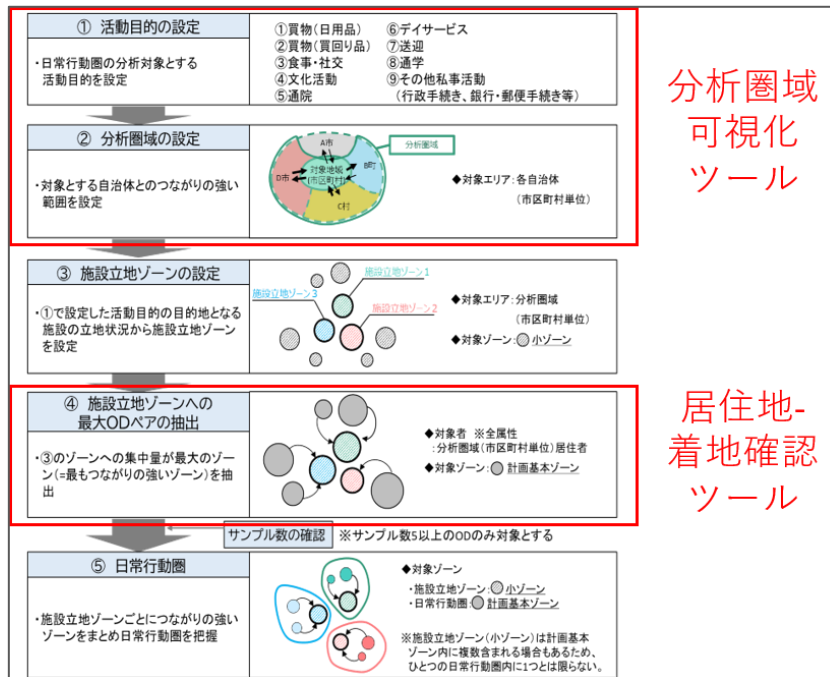 ① 活動目的の設定
・日常行動圏の分析対象とする
活動目的を設定
①買物(日用品)
②買物(買回り品)
③食事・社交
④文化活動
⑤通院
⑥デイサービス
⑦送迎
⑧通学
⑨その他私事活動
(行政手続き、銀行・郵便手続き等)
分析圏域
可視化
ツール
② 分析圏域の設定
・対象とする自治体とのつながりの強い
範囲を設定
A市
分析圏域
B町
D市
対象地域
(市区町村)
C村
◆対象エリア:各自治体
(市区町村単位)
③ 施設立地ゾーンの設定
・①で設定した活動目的の目的地となる
施設の立地状況から施設立地ゾーン
を設定
施設立地ゾーン1
施設立地ゾーン3
施設立地ゾーン2
◆対象エリア:分析圏域
(市区町村単位)
◆対象ゾーン:小ゾーン
④ 施設立地ゾーンへの
最大ODペアの抽出
・③のゾーンへの集中量が最大のゾー
ン(=最もつながりの強いゾーン)を抽
出
◆対象者 ※全属性
:分析圏域(市区町村単位)居住者
◆対象ゾーン:計画基本ゾーン
居住地-
着地確認
ツール
サンプル数の確認 ※サンプル数5以上のODのみ対象とする
⑤ 日常行動圏
・施設立地ゾーンごとにつながりの強い
ゾーンをまとめ日常行動圏を把握
◆対象ゾーン
・施設立地ゾーン:小ゾーン
・日常行動圏:計画基本ゾーン
※施設立地ゾーン(小ゾーン)は計画基本
ゾーン内に複数含まれる場合もあるため、
ひとつの日常行動圏内に1つとは限らない。